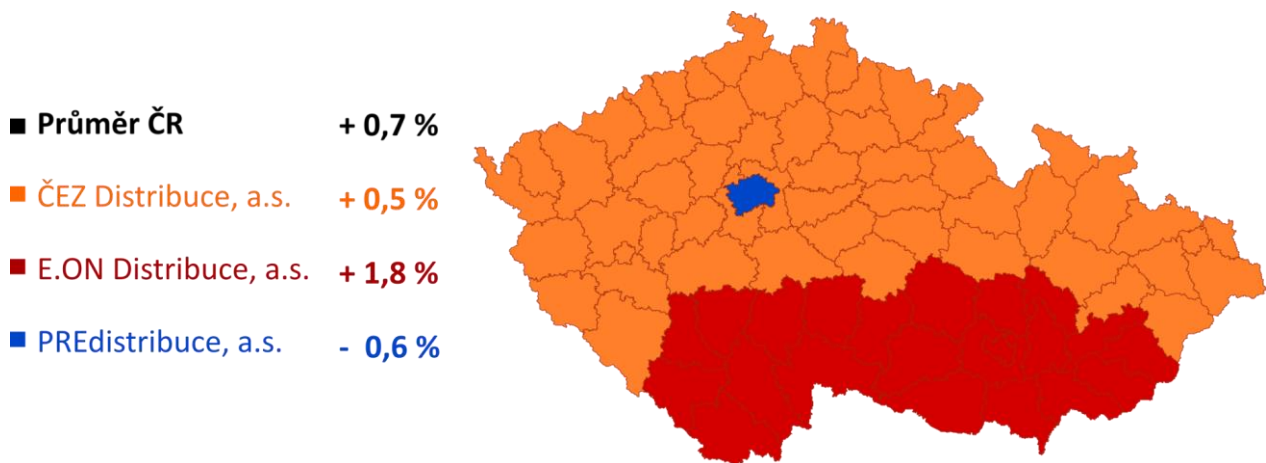 Průměr ČR + 0,7 %
ČEZ Distribuce, a.s. + 0,5 %
E.ON Distribuce, a.s. + 1,8 %
PREdistribuce, a.s. - 0,6 %